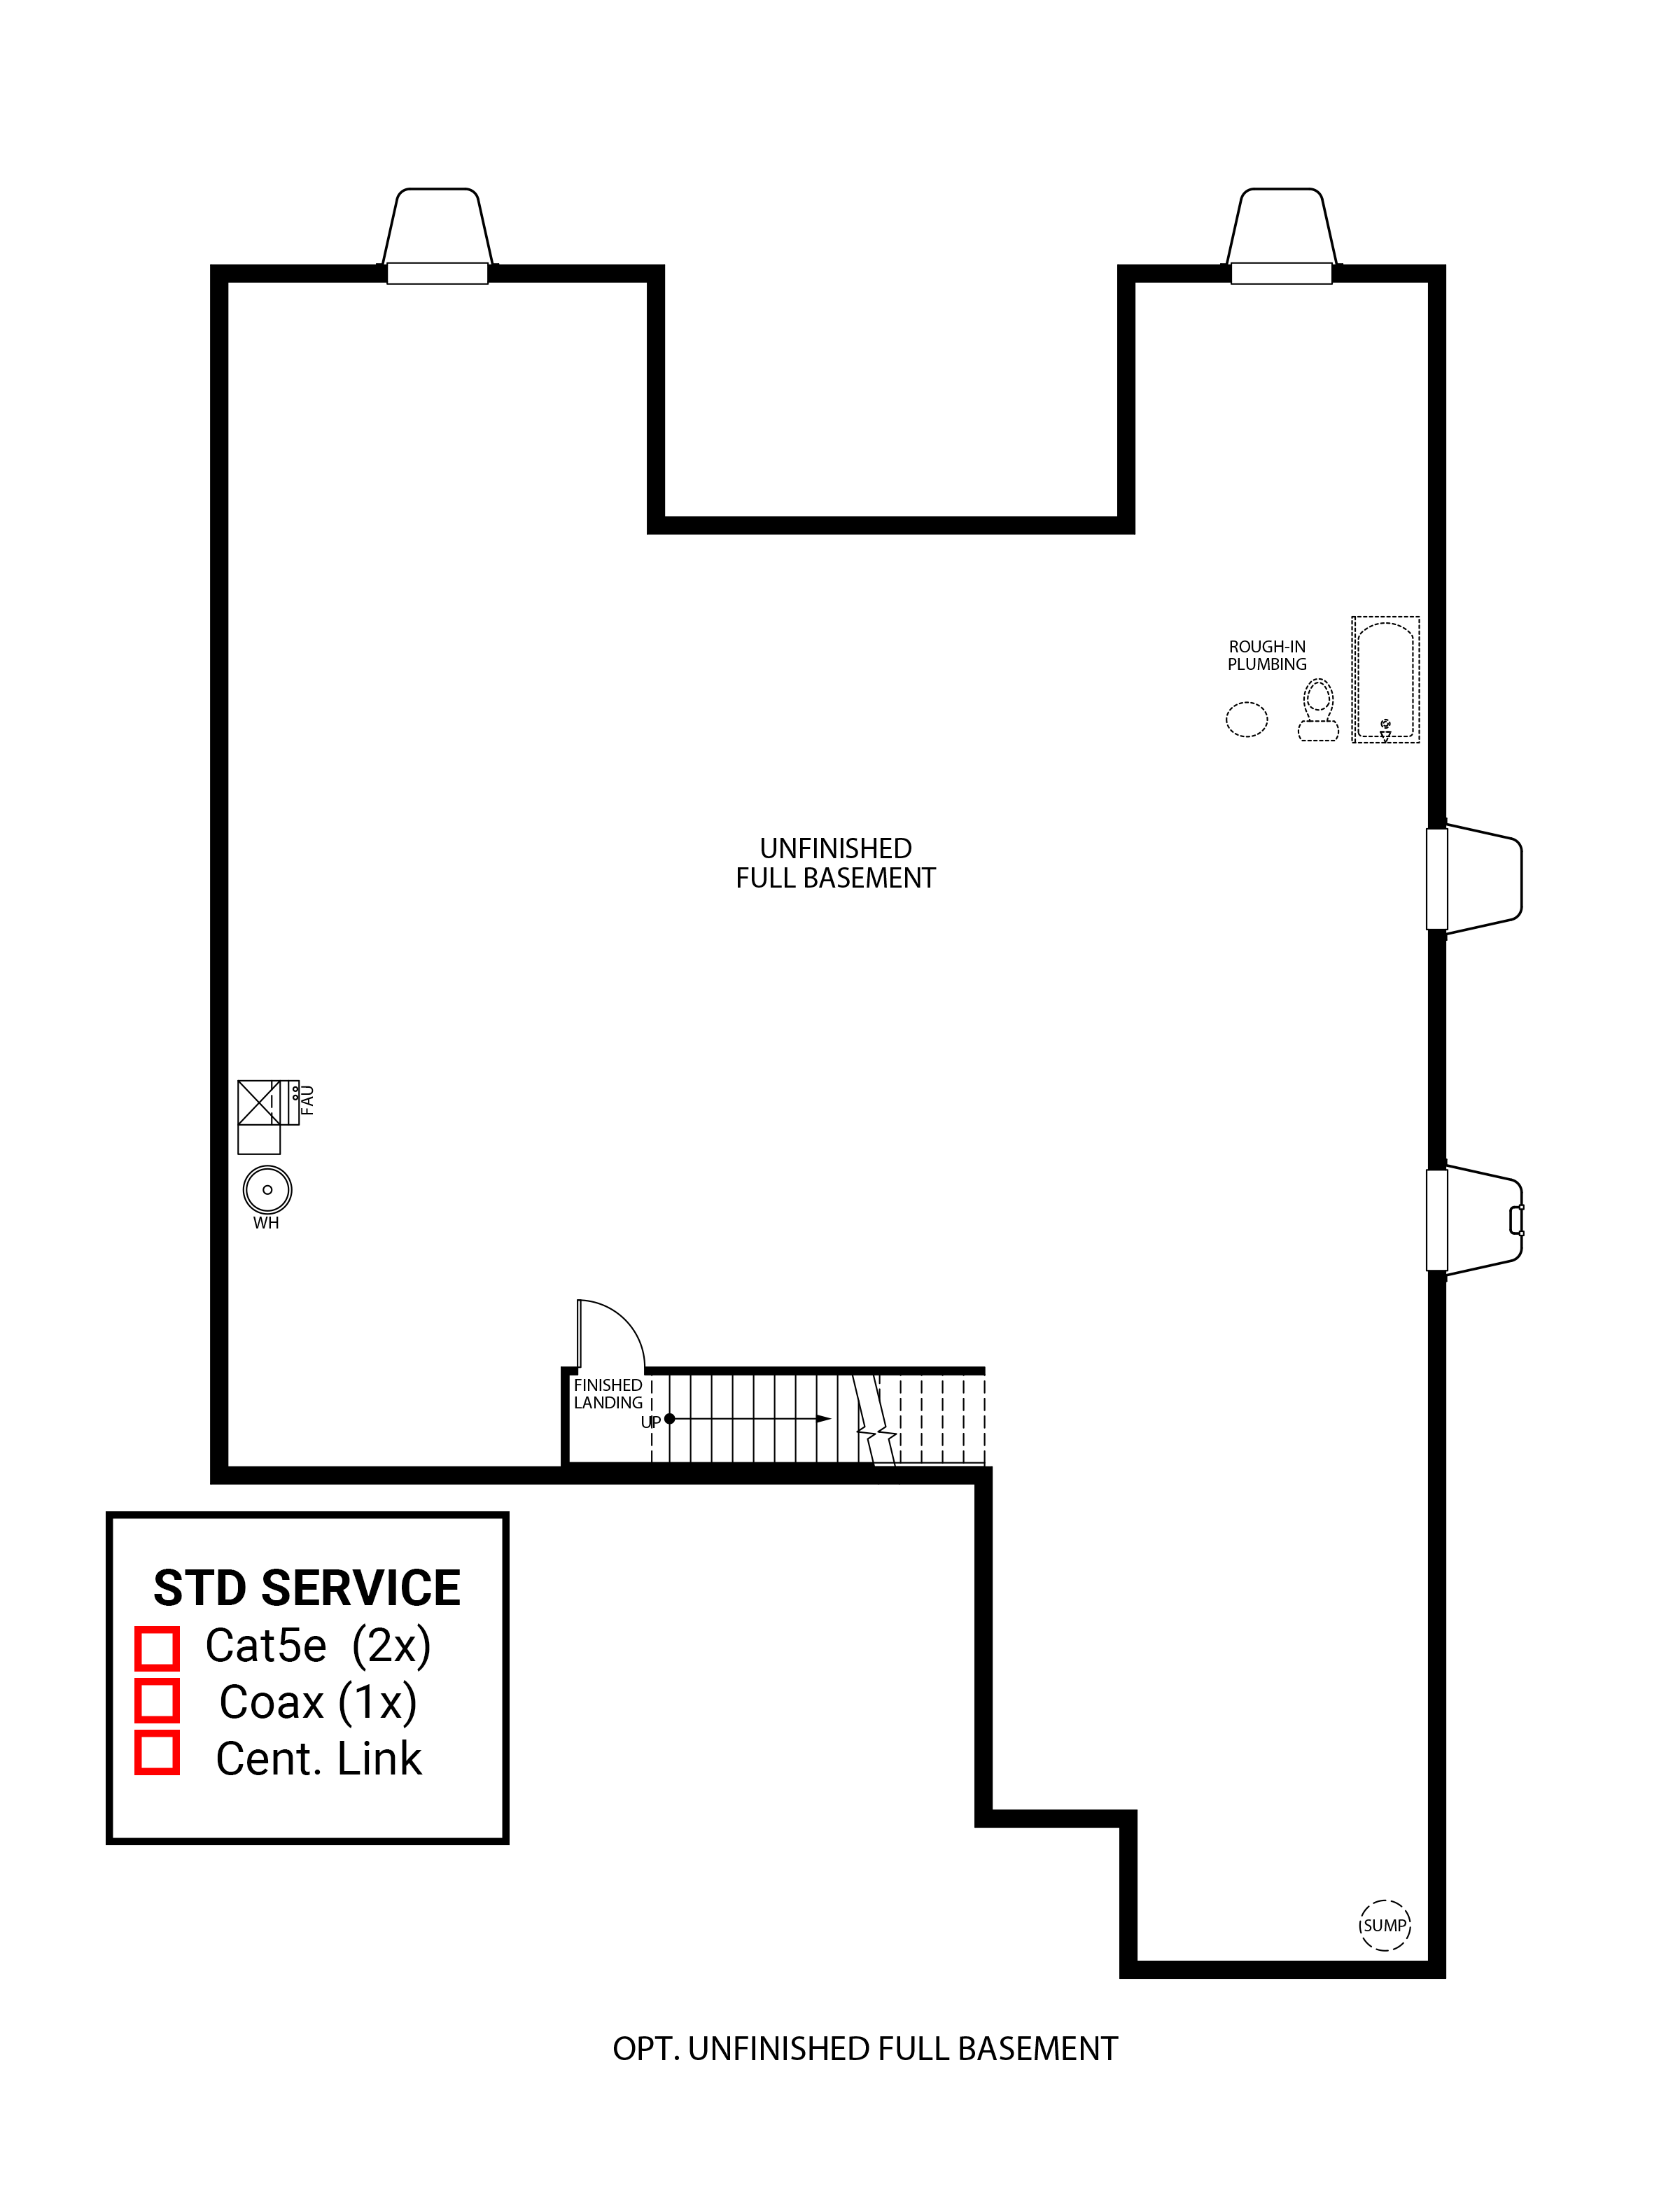 ROUGH-IN
PLUMBING
UNFINISHED
FULL BASEMENT
FAU
WH
FINISHED
LANDING
UP
STD SERVICE
Cat5e  (2x)
Coax (1x)
Cent. Link
SUMP
OPT. UNFINISHED FULL BASEMENT